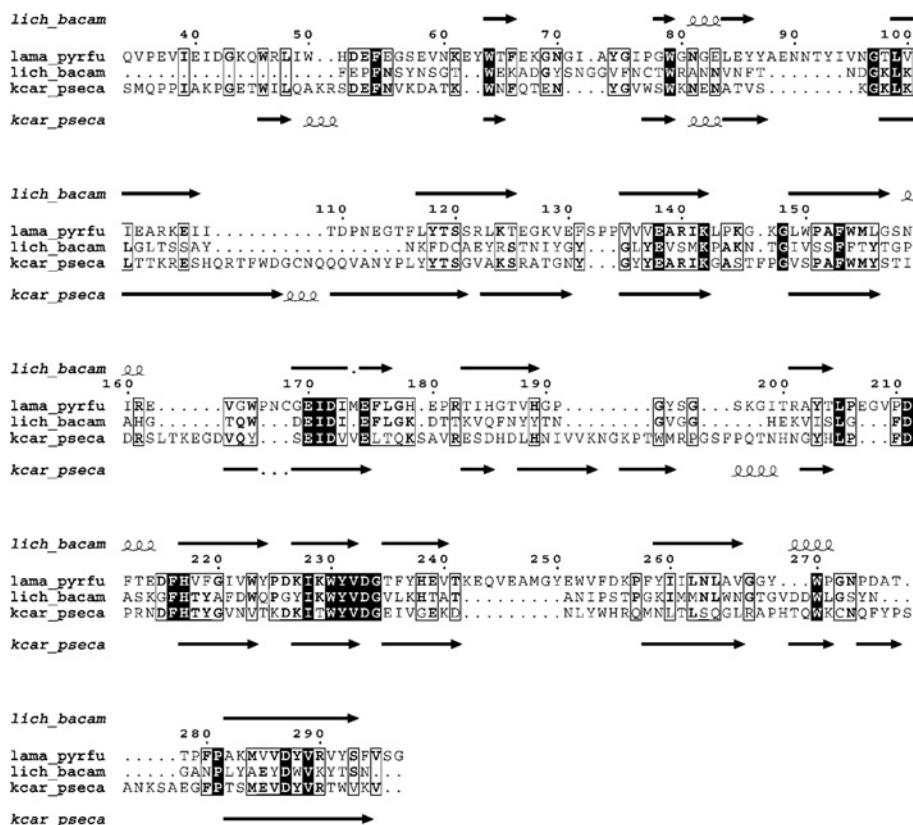 lich_bacam
40 50 60 70 80 90 100
lama_pyrfu QVPEVIEIDGKQWRLIW..HDEFEGSEVNKEYWTFEKGNGI.AYGIPGWGNGELEYYAENNTYIVNGTLV
lich_bacam ...................FEPFNSYNSGT..WEKADGYSNGGVFNCTWRANNVNFT.......NDGKLK
kcar_pseca SMQPPIAKPGETWILQAKRSDEFNVKDATK..WNFQTEN....YGVWSWKNENATVS........KGKLK
kcar_pseca
lich_bacam
110 120 130 140 150
lama_pyrfu IEARKEII..........TDPNEGTFLYTSSRLKTEGKVEFSPPVVVEARIKLPKG.KGLWPAFWMLGSN
lich_bacam LGLTSSAY.................NKFDCAEYRSTNIYGY...GLYEVSMKPAKN.TGIVSSFFTYTGP
kcar_pseca LTTKRESHQRTFWDGCNQQQVANYPLYYTSGVAKSRATGNY...GYYEARIKGASTFPGVSPAFWMYSTI
kcar_pseca
lich_bacam
160 170 180 190 200 210
lama_pyrfu IRE......VGWPNCGEIDIMEFLGH.EPRTIHGTVHGP........GYSG...SKGITRAYTLPEGVPD
lich_bacam AHG......TQW...DEIDI.EFLGK.DTTKVQFNYYTN........GVGG......HEKVISLG...FD
kcar_pseca DRSLTKEGDVQY...SEIDVVELTQKSAVRESDHDLHNIVVKNGKPTWMRPGSFPQTNHNGYHLP...FD
kcar_pseca
lich_bacam
220 230 240 250 260 270
lama_pyrfu FTEDFHVFGIVWYPDKIKWYVDGTFYHEVTKEQVEAMGYEWVFDKPFYIILNLAVGGY...WPGNPDAT.
lich_bacam ASKGFHTYAFDWQPGYIKWYVDGVLKHTAT.........ANIPSTPGKIMMNLWNGTGVDDWLGSYN...
kcar_pseca PRNDFHTYGVNVTKDKITWYVDGEIVGEKD.........NLYWHRQMNLTLSQGLRAPHTQWKCNQFYPS
kcar_pseca
lich_bacam
280 290
lama_pyrfu .....TPFPAKMVVDYVRVYSFVSG
lich_bacam .....GANPLYAEYDWVKYTSN...
kcar_pseca ANKSAEGFPTSMEVDYVRTWVKV..
kcar_pseca